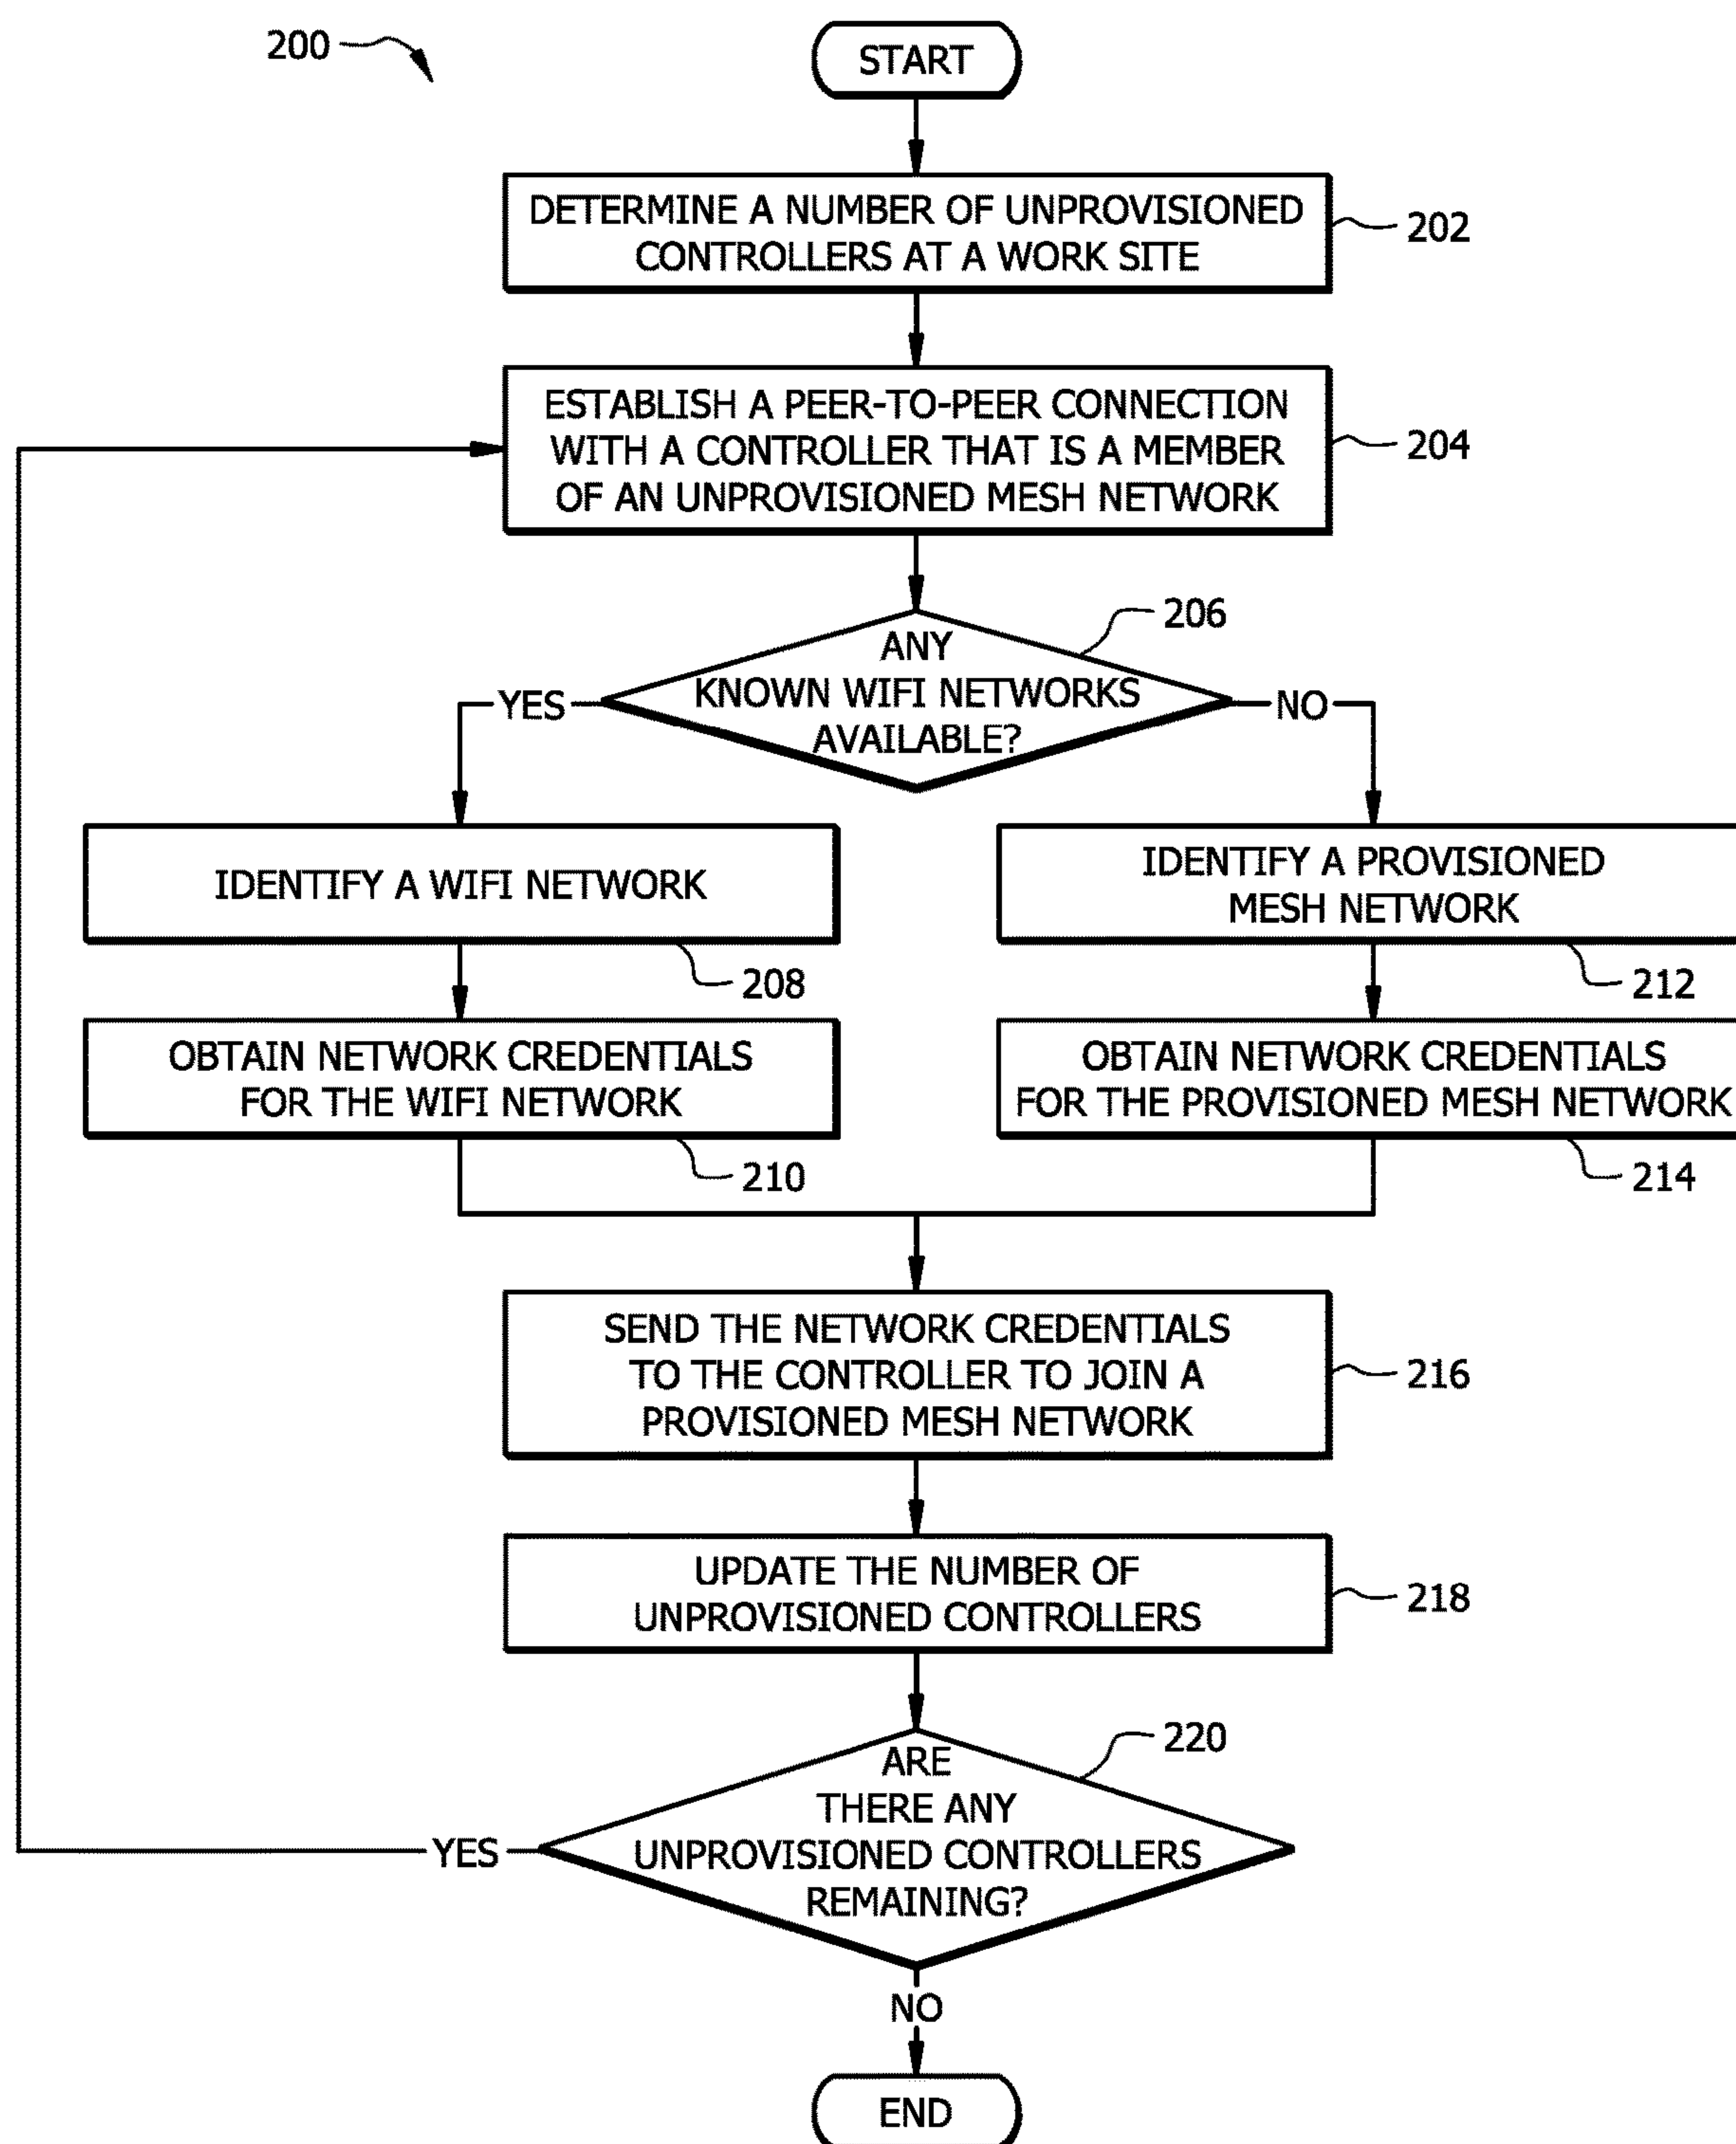 200
START
DETERMINE A NUMBER OF UNPROVISIONED
CONTROLLERS AT A WORK SITE
202
ESTABLISH A PEER-TO-PEER CONNECTION
WITH A CONTROLLER THAT IS A MEMBER
OF AN UNPROVISIONED MESH NETWORK
204
206
ANY
KNOWN WIFI NETWORKS
AVAILABLE?
YES
NO
IDENTIFY A WIFI NETWORK
208
IDENTIFY A PROVISIONED
MESH NETWORK
212
OBTAIN NETWORK CREDENTIALS
FOR THE WIFI NETWORK
210
OBTAIN NETWORK CREDENTIALS
FOR THE PROVISIONED MESH NETWORK
214
SEND THE NETWORK CREDENTIALS
TO THE CONTROLLER TO JOIN A
PROVISIONED MESH NETWORK
216
UPDATE THE NUMBER OF
UNPROVISIONED CONTROLLERS
218
220
ARE
THERE ANY
UNPROVISIONED CONTROLLERS
REMAINING?
YES
NO
END